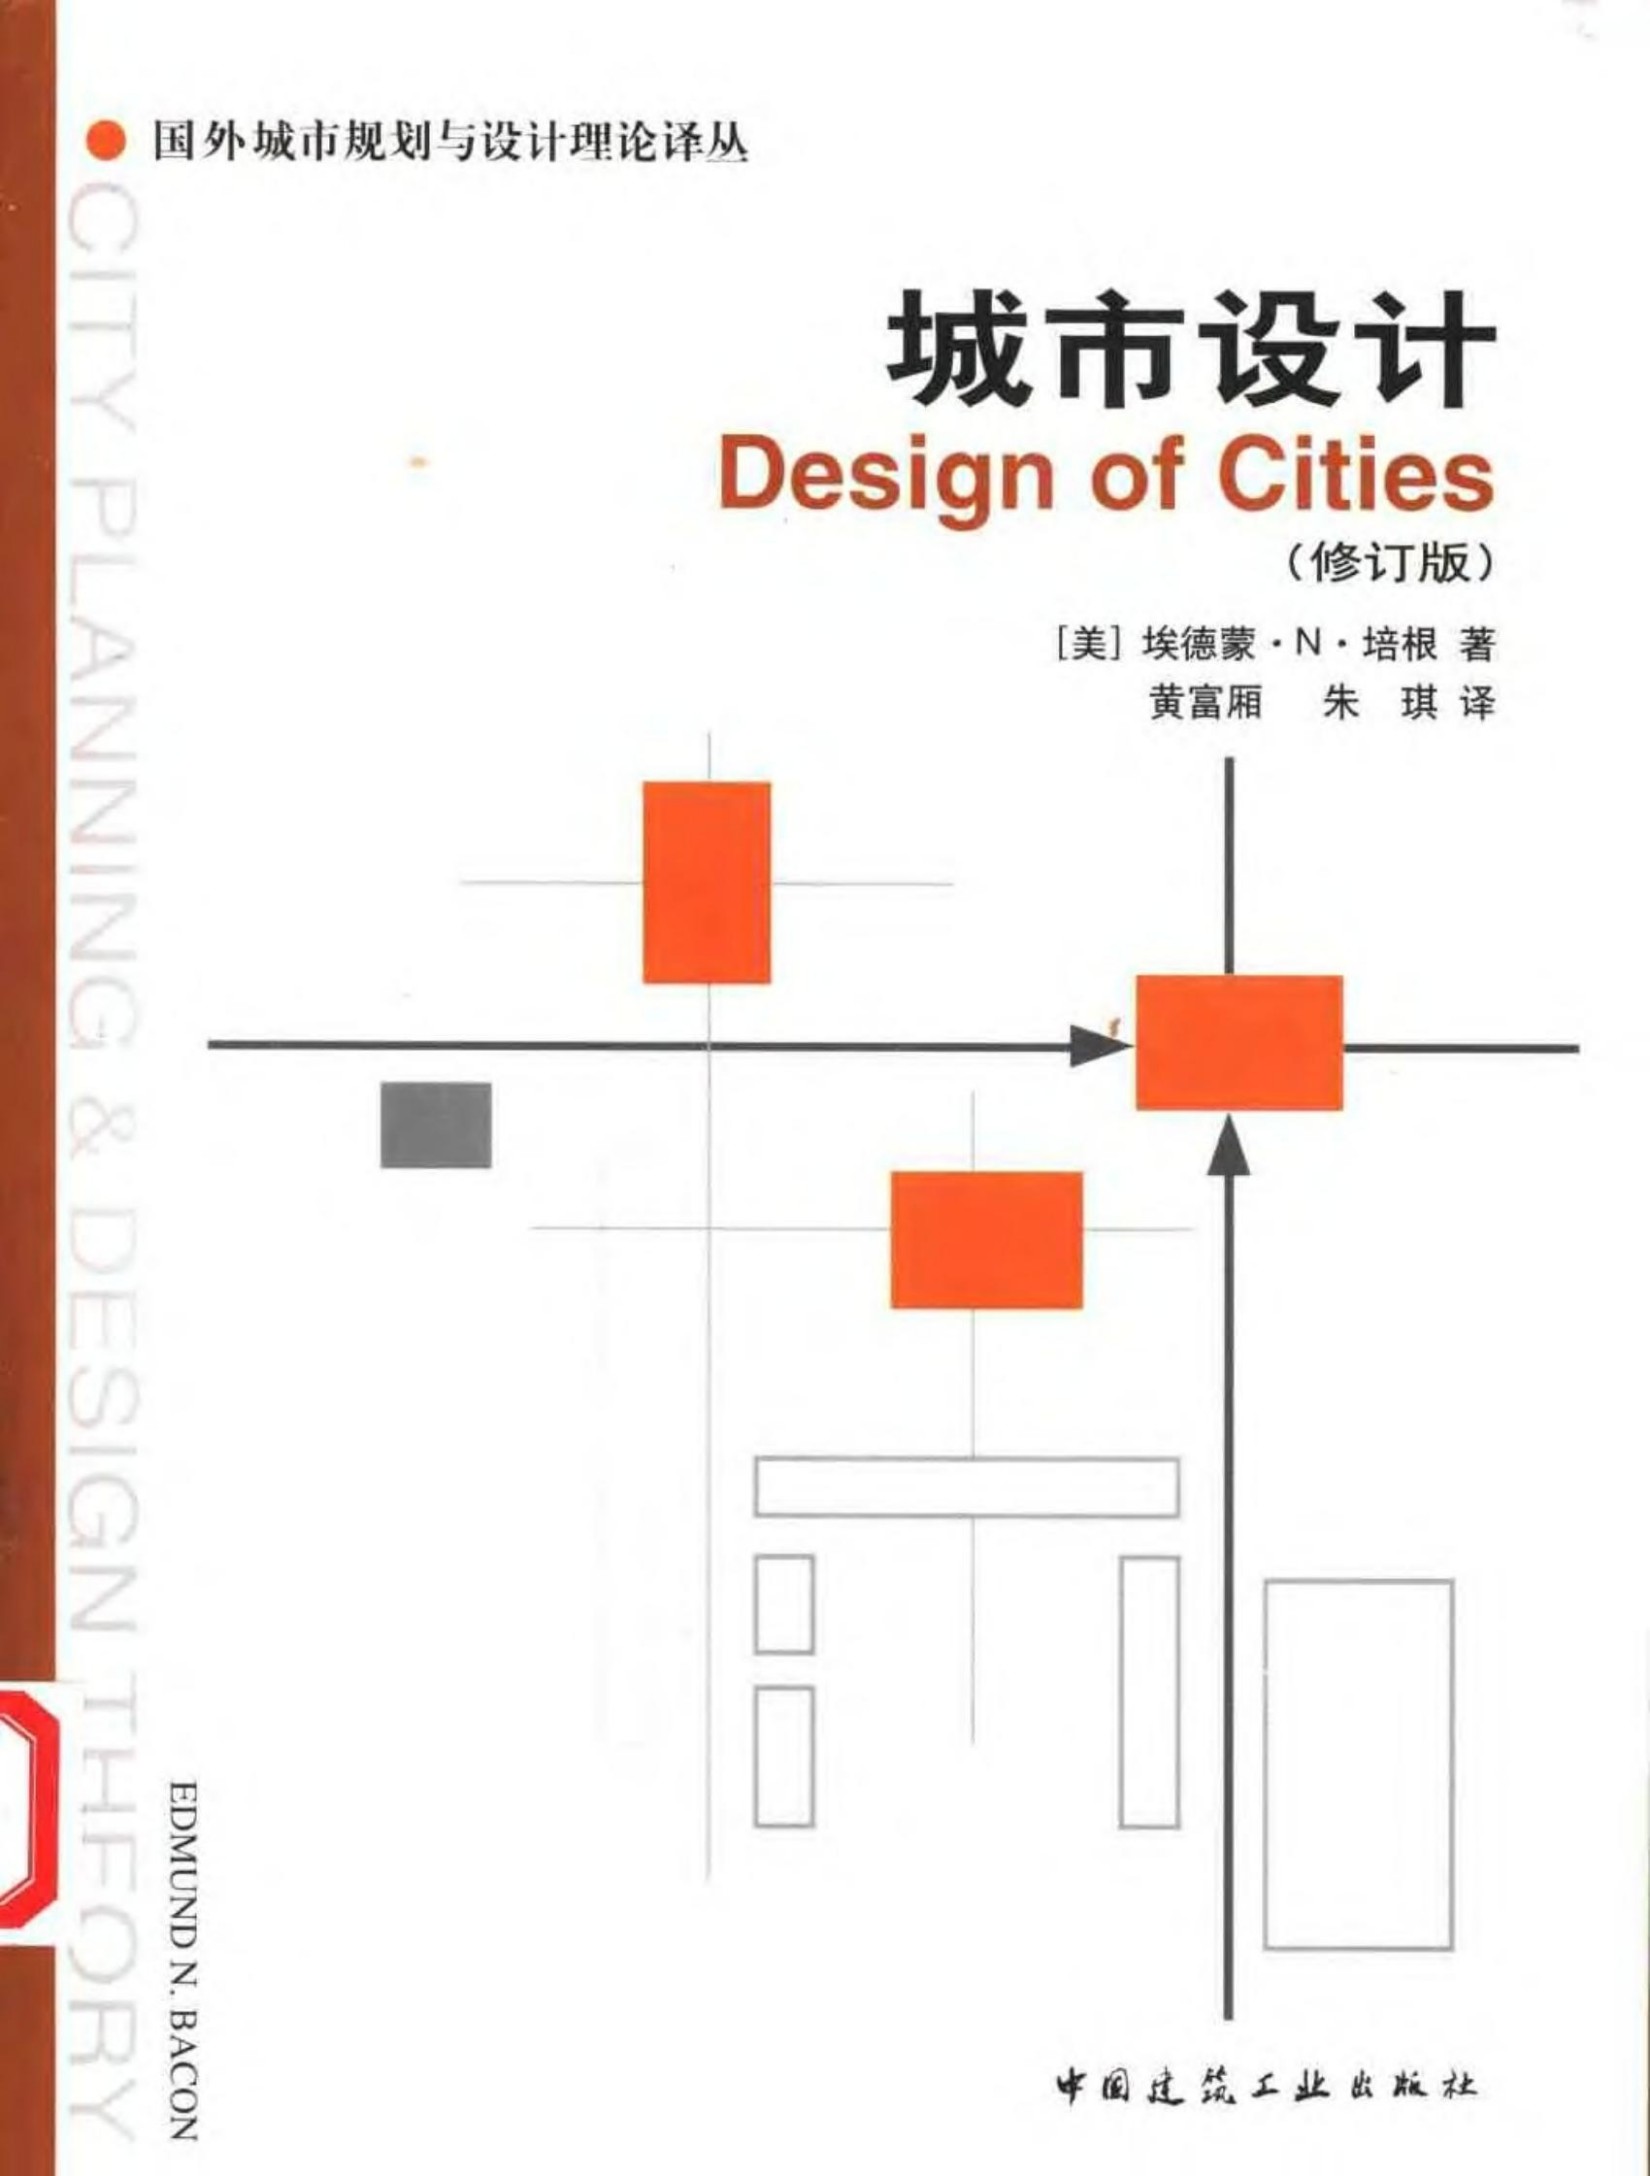 国外城市规划与设计理论译丛
城市设计
Design of Cities
（修订版）
［美］埃德蒙·N·培根 著
黄富厢 朱 琪 译
CITY PLANNING & DESIGN THEORY
EDMUND N. BACON
中国建筑工业出版社